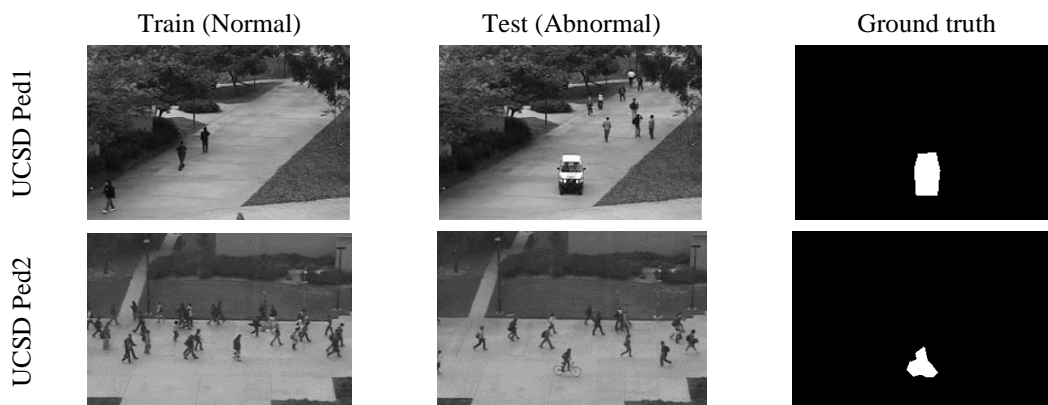 Train (Normal)
Test (Abnormal)
Ground truth
UCSD Ped1
UCSD Ped2